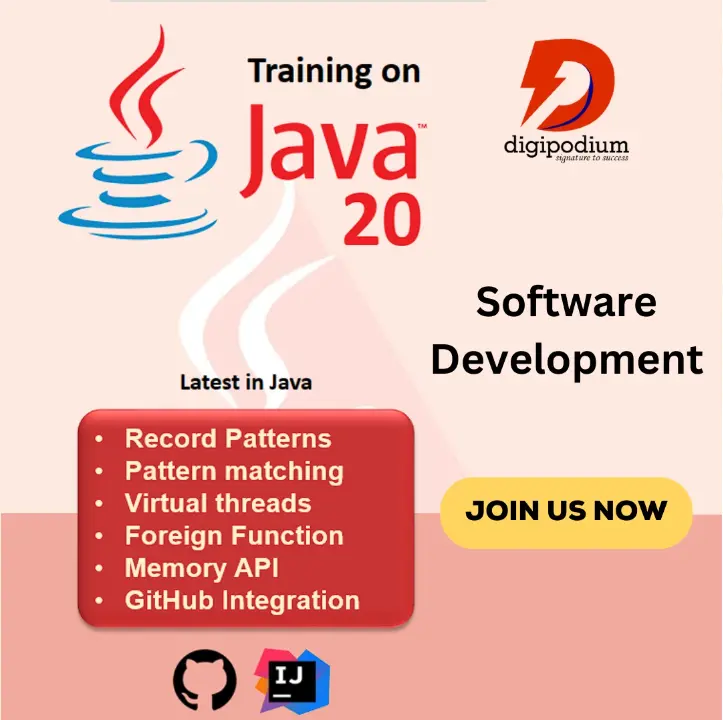 Training on
Java™
20
digipodium
signature to success
Software
Development
Latest in Java
• Record Patterns
• Pattern matching
• Virtual threads
• Foreign Function
• Memory API
• GitHub Integration
JOIN US NOW
IJ